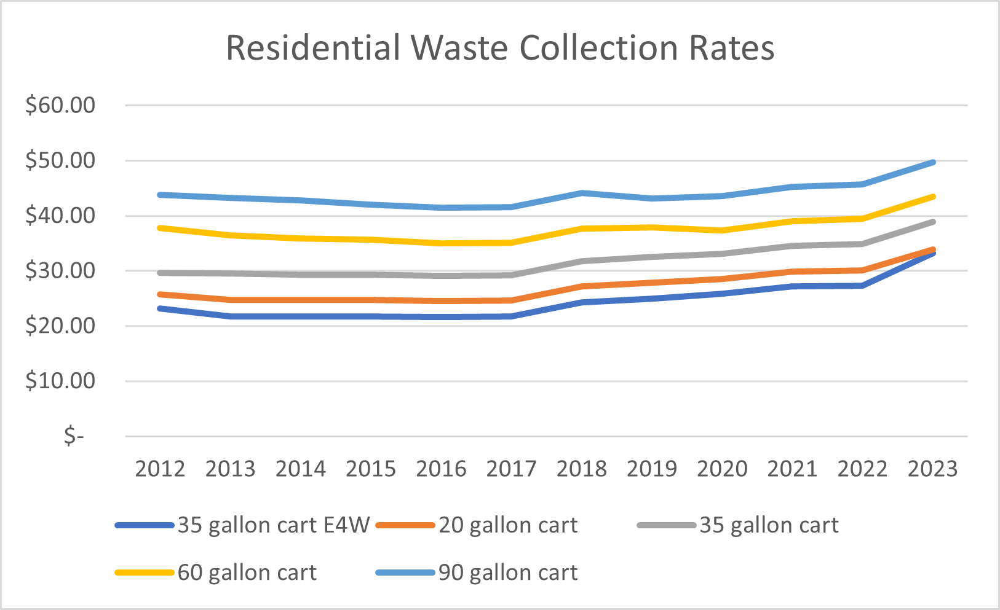 Residential Waste Collection Rates
$60.00
$50.00
$40.00
$30.00
$20.00
$10.00
$-
2012 2013 2014 2015 2016 2017 2018 2019 2020 2021 2022 2023
35 gallon cart E4W 20 gallon cart 35 gallon cart
60 gallon cart 90 gallon cart